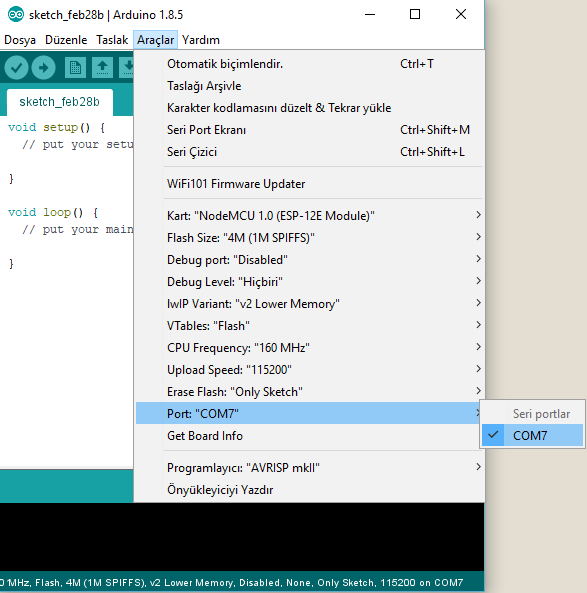 sketch_feb28b | Arduino 1.8.5
Dosya Düzenle Taslak Araçlar Yardım
sketch_feb28b
void setup() {
// put your setu
}
void loop() {
// put your main
}
Otomatik biçimlendir. Ctrl+T
Taslağı Arşivle
Karakter kodlamasını düzelt & Tekrar yükle
Seri Port Ekranı Ctrl+Shift+M
Seri Çizici Ctrl+Shift+L
WiFi101 Firmware Updater
Kart: "NodeMCU 1.0 (ESP-12E Module)"
Flash Size: "4M (1M SPIFFS)"
Debug port: "Disabled"
Debug Level: "Hiçbiri"
lwIP Variant: "v2 Lower Memory"
VTables: "Flash"
CPU Frequency: "160 MHz"
Upload Speed: "115200"
Erase Flash: "Only Sketch"
Port: "COM7"
Seri portlar
COM7
Get Board Info
Programlayıcı: "AVRISP mkII"
Önyükleyiciyi Yazdır
0 MHz, Flash, 4M (1M SPIFFS), v2 Lower Memory, Disabled, None, Only Sketch, 115200 on COM7